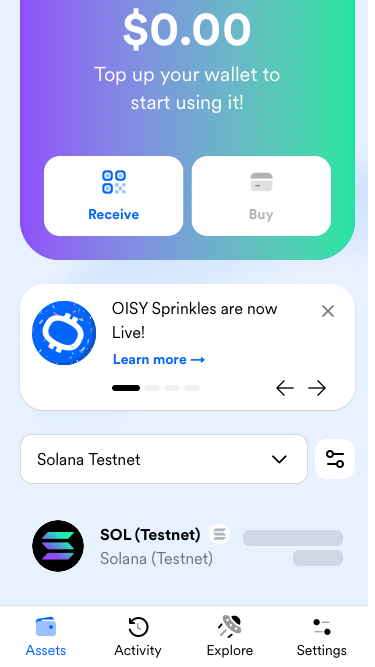 $0.00
Top up your wallet to
start using it!
Receive
Buy
OISY Sprinkles are now
Live!
Learn more →
Solana Testnet
SOL (Testnet)
Solana (Testnet)
Assets
Activity
Explore
Settings